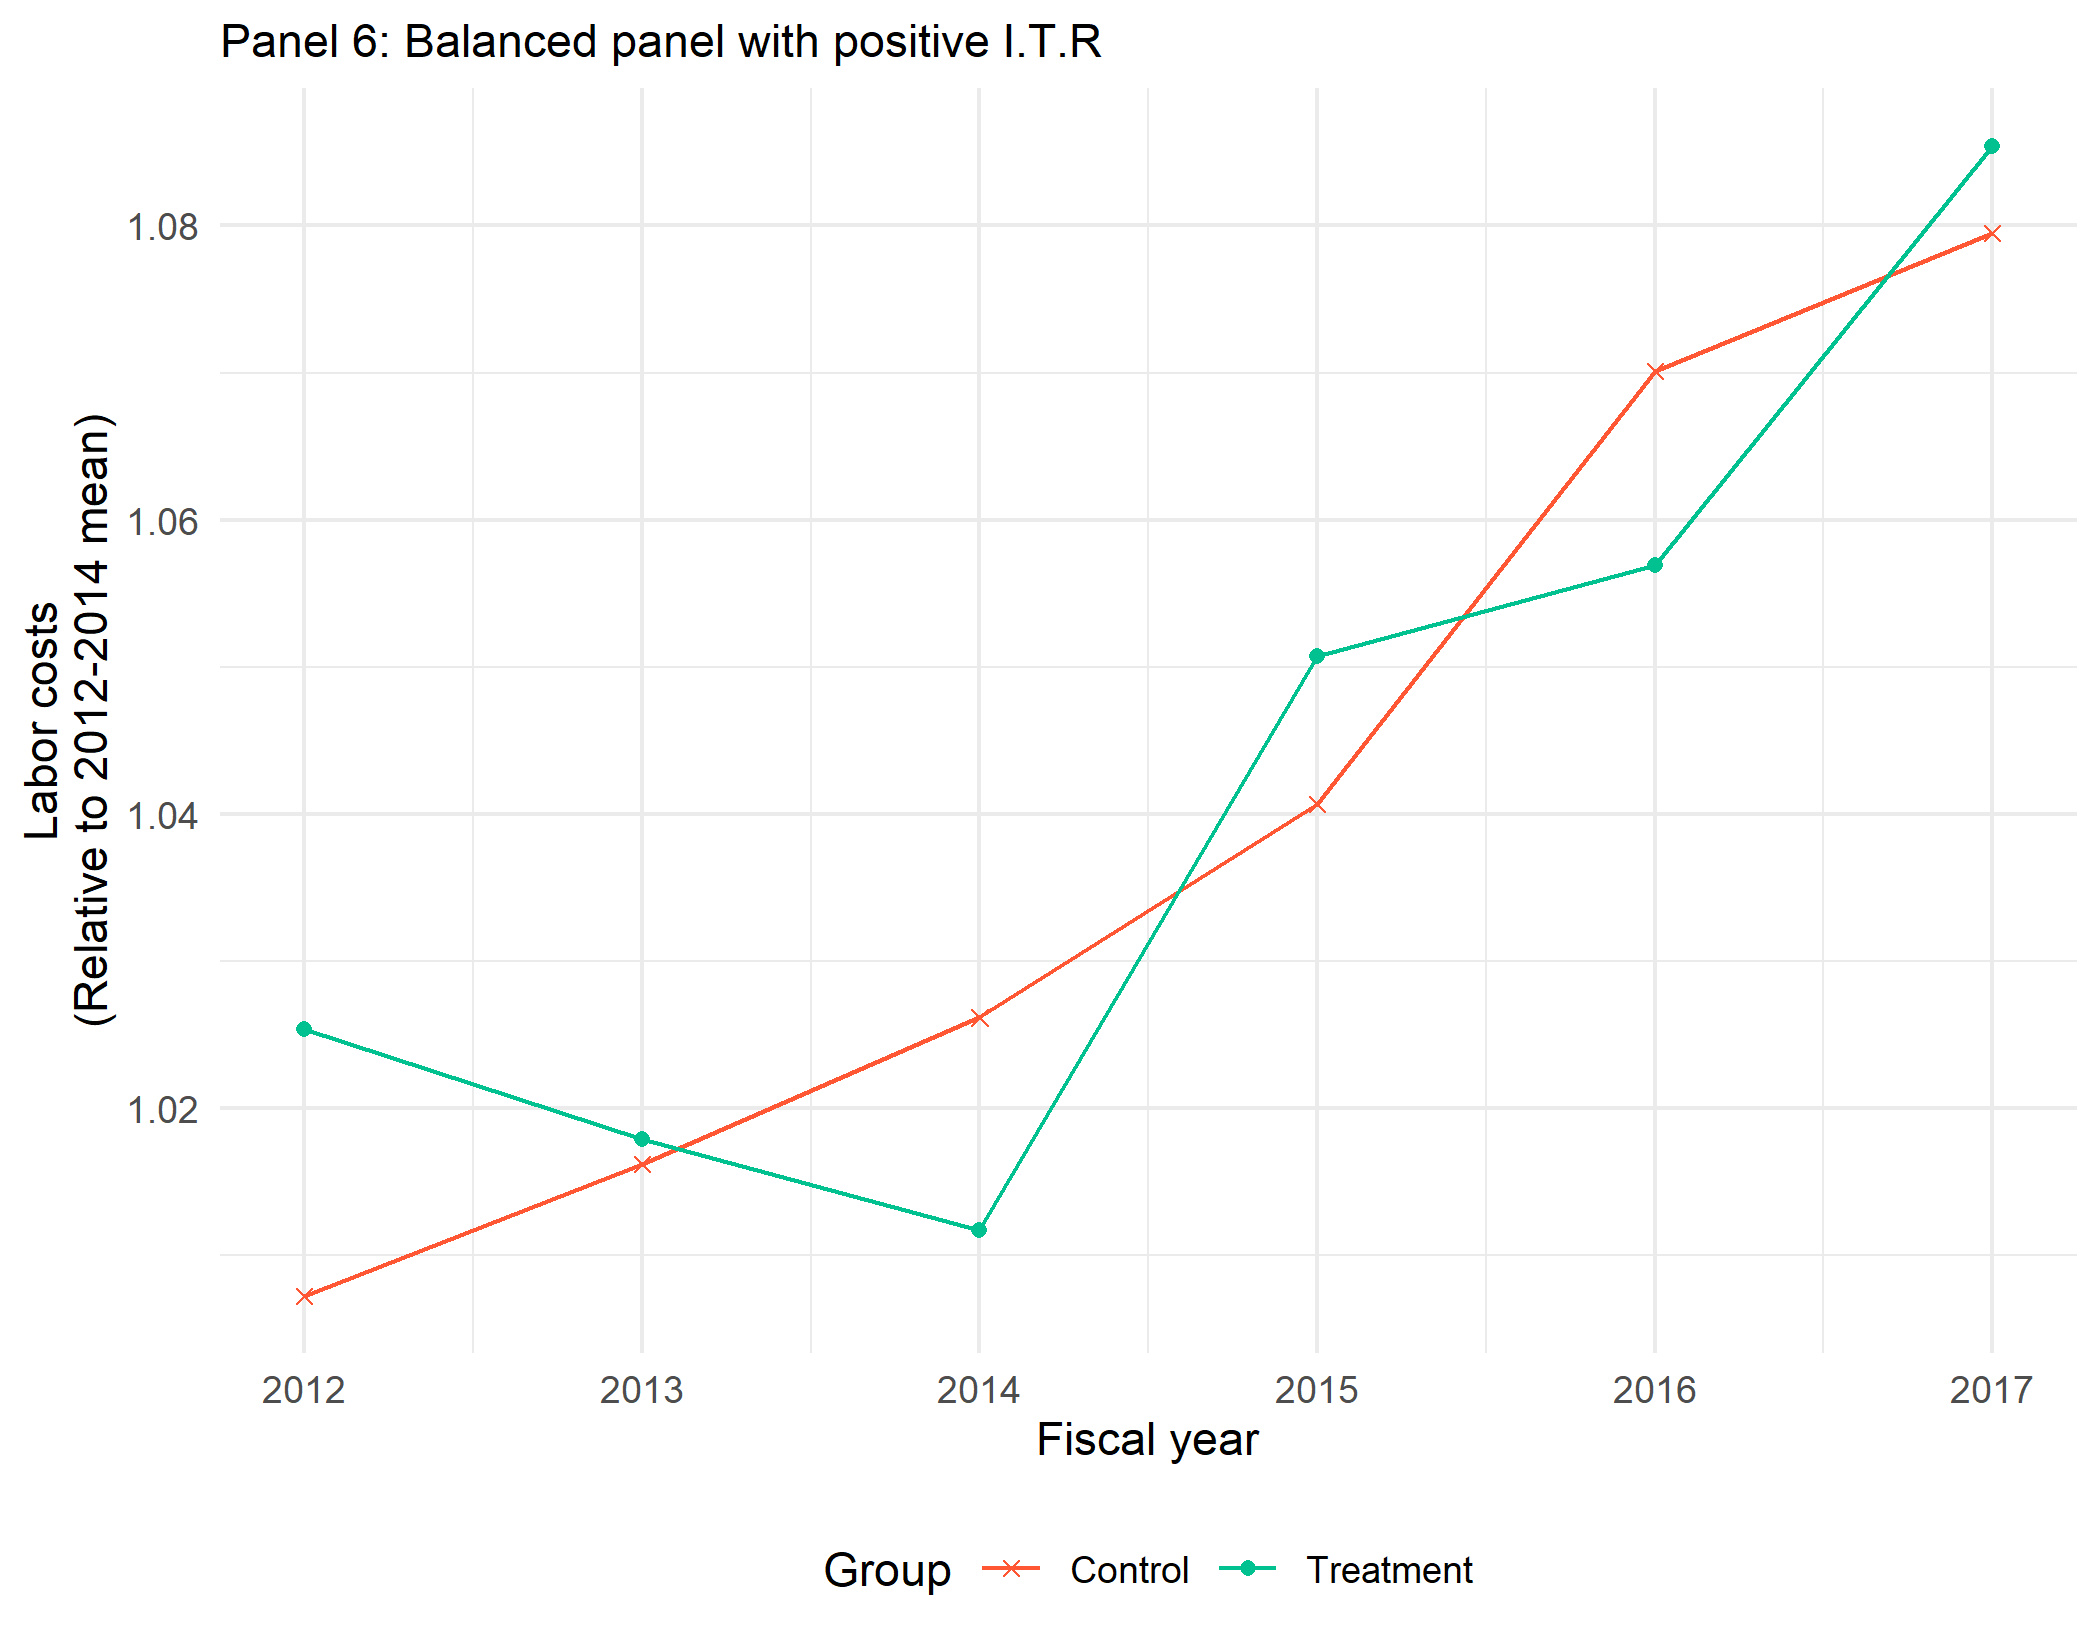 Panel 6: Balanced panel with positive I.T.R
Labor costs
(Relative to 2012-2014 mean)
1.08
1.06
1.04
1.02
2012 2013 2014 2015 2016 2017
Fiscal year
Group Control Treatment